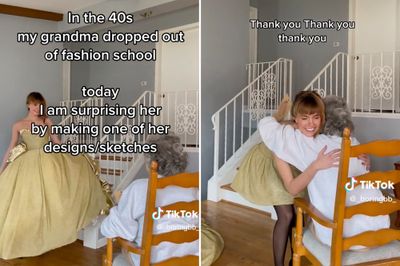 In the 40s
my grandma dropped out
of fashion school
today
I am surprising her
by making one of her
designs/sketches
TikTok
Thank you Thank you
thank you
TikTok